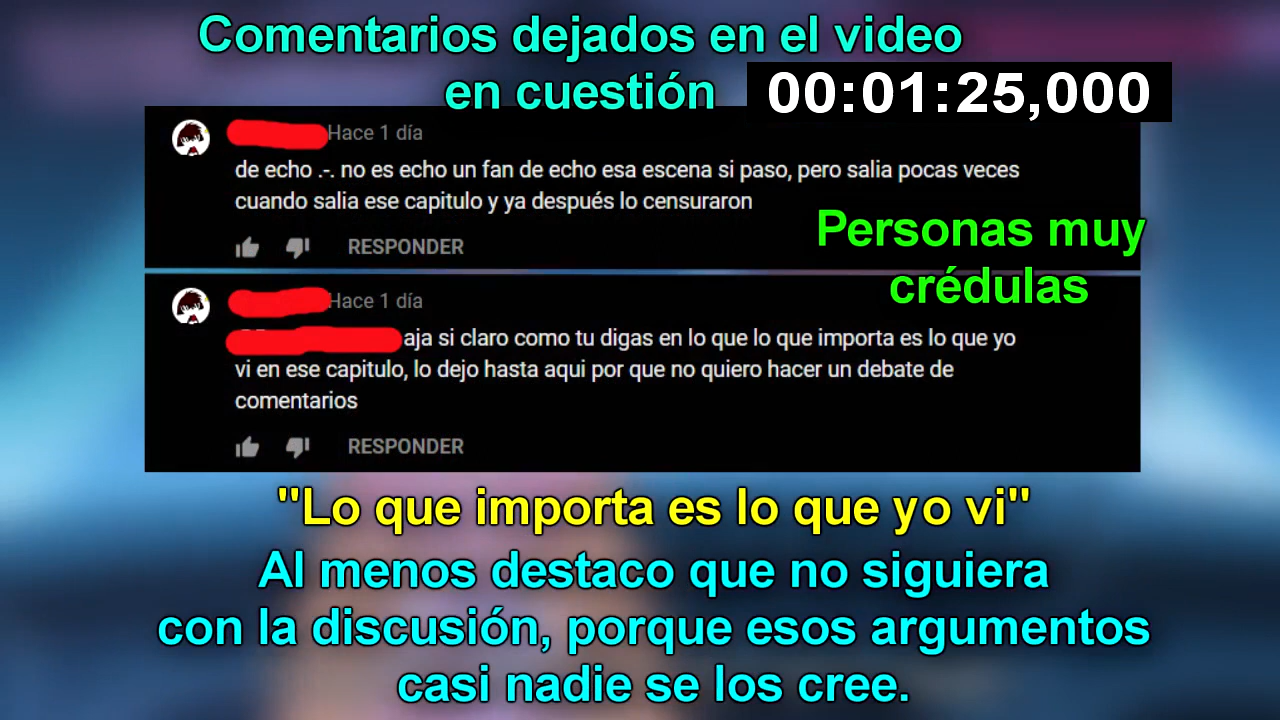 Comentarios dejados en el video
en cuestión
00:01:25,000
Hace 1 día
de echo .-. no es echo un fan de echo esa escena si paso, pero salia pocas veces
cuando salia ese capitulo y ya después lo censuraron
RESPONDER
Personas muy
crédulas
Hace 1 día
aja si claro como tu digas en lo que lo que importa es lo que yo
vi en ese capitulo, lo dejo hasta aqui por que no quiero hacer un debate de
comentarios
RESPONDER
"Lo que importa es lo que yo vi"
Al menos destaco que no siguiera
con la discusión, porque esos argumentos
casi nadie se los cree.